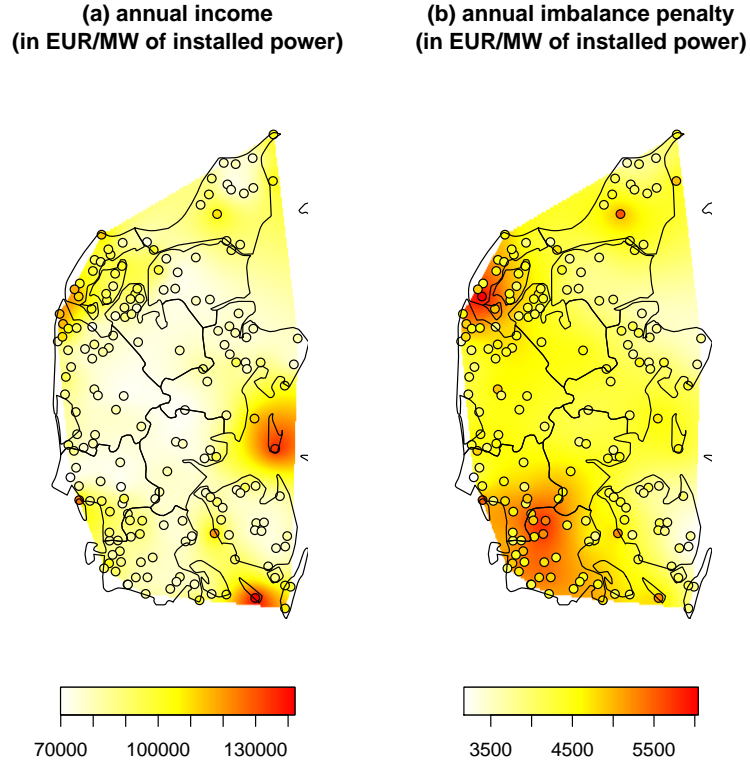 (a) annual income
(in EUR/MW of installed power)
(b) annual imbalance penalty
(in EUR/MW of installed power)
70000 100000 130000
3500 4500 5500